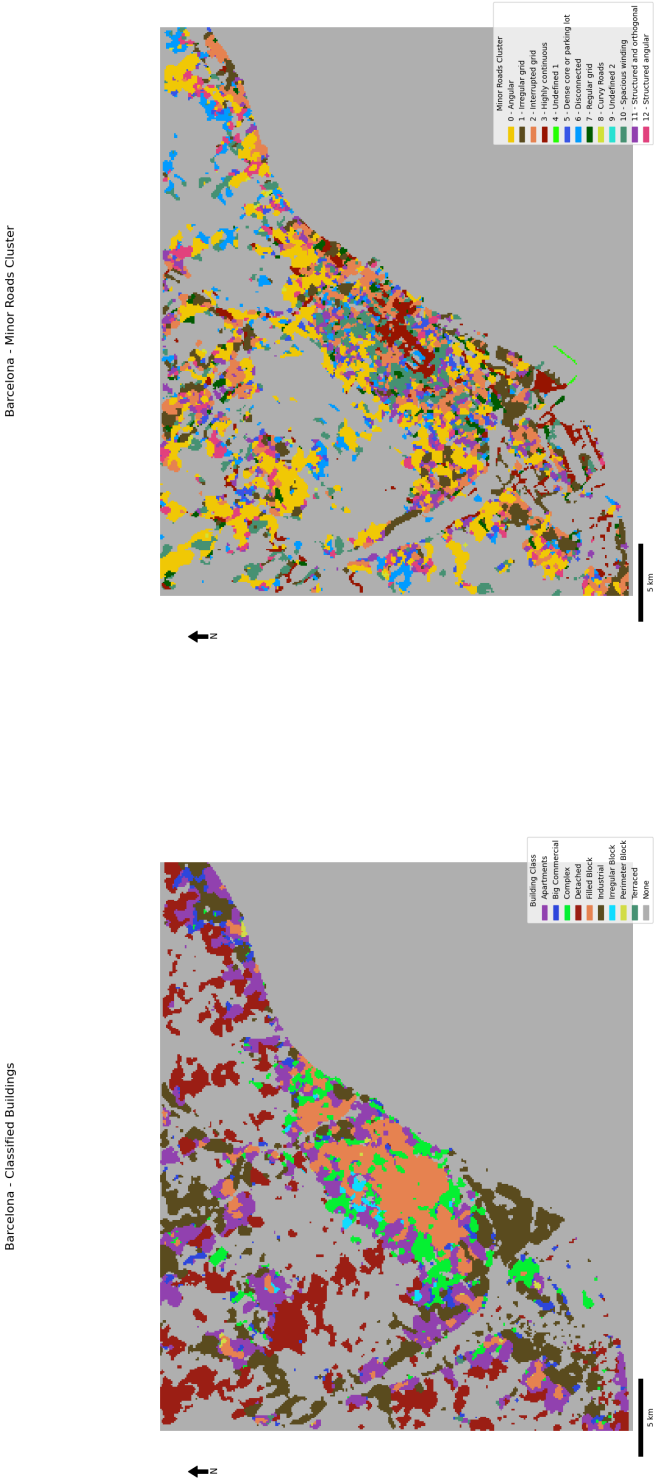 Barcelona - Minor Roads Cluster
Minor Roads Cluster
0 - Angular
1 - Irregular grid
2 - Interrupted grid
3 - Highly continuous
4 - Undefined 1
5 - Dense core or parking lot
6 - Disconnected
7 - Regular grid
8 - Curvy Roads
9 - Undefined 2
10 - Spacious winding
11 - Structured and orthogonal
12 - Structured angular
5 km
N
Barcelona - Classified Buildings
Building Class
Apartments
Big Commercial
Complex
Detached
Filled Block
Industrial
Irregular Block
Perimeter Block
Terraced
None
5 km
N